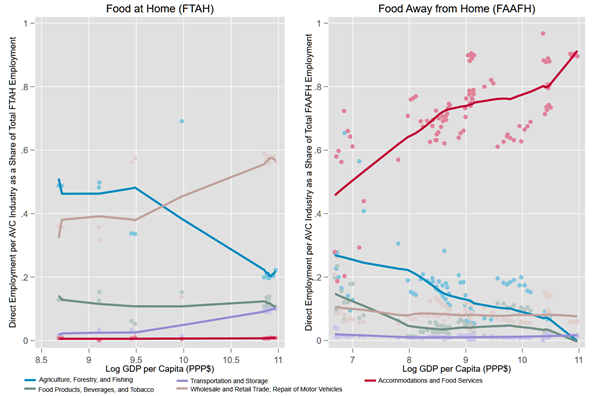 Food at Home (FTAH)
Food Away from Home (FAAFH)
Direct Employment per AVC Industry as a Share of Total FTAH Employment
1
.8
.6
.4
.2
0
8.5
9
9.5
10
10.5
11
Log GDP per Capita (PPP$)
Direct Employment per AVC Industry as a Share of Total FAAFH Employment
1
.8
.6
.4
.2
0
7
8
9
10
11
Log GDP per Capita (PPP$)
Agriculture, Forestry, and Fishing
Transportation and Storage
Accommodations and Food Services
Food Products, Beverages, and Tobacco
Wholesale and Retail Trade; Repair of Motor Vehicles